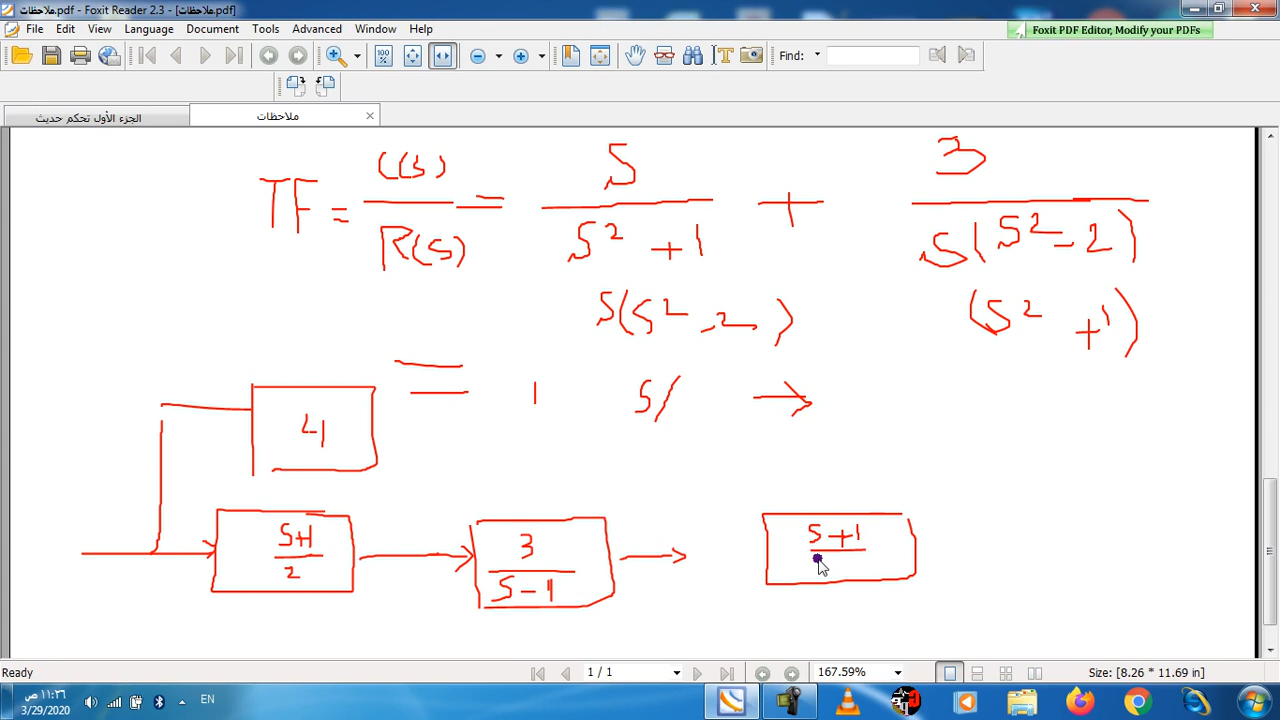 ملاحظات.pdf - Foxit Reader 2.3 - [ملاحظات.pdf]
File Edit View Language Document Tools Advanced Window Help
Foxit PDF Editor, Modify your PDFs
Find:
الجزء الأول تحكم حديث
ملاحظات
TF = C(s) / R(s) = S / S² + 1 + 3 / S(S² - 2)
S(S² - 2) (S² + 1)
= 1 S/ →
4
S+1 / 2
3 / S-1
S+1
Ready 1 / 1 167.59% Size: [8.26 * 11.69 in]
EN
١١:٢٦ ص
3/29/2020